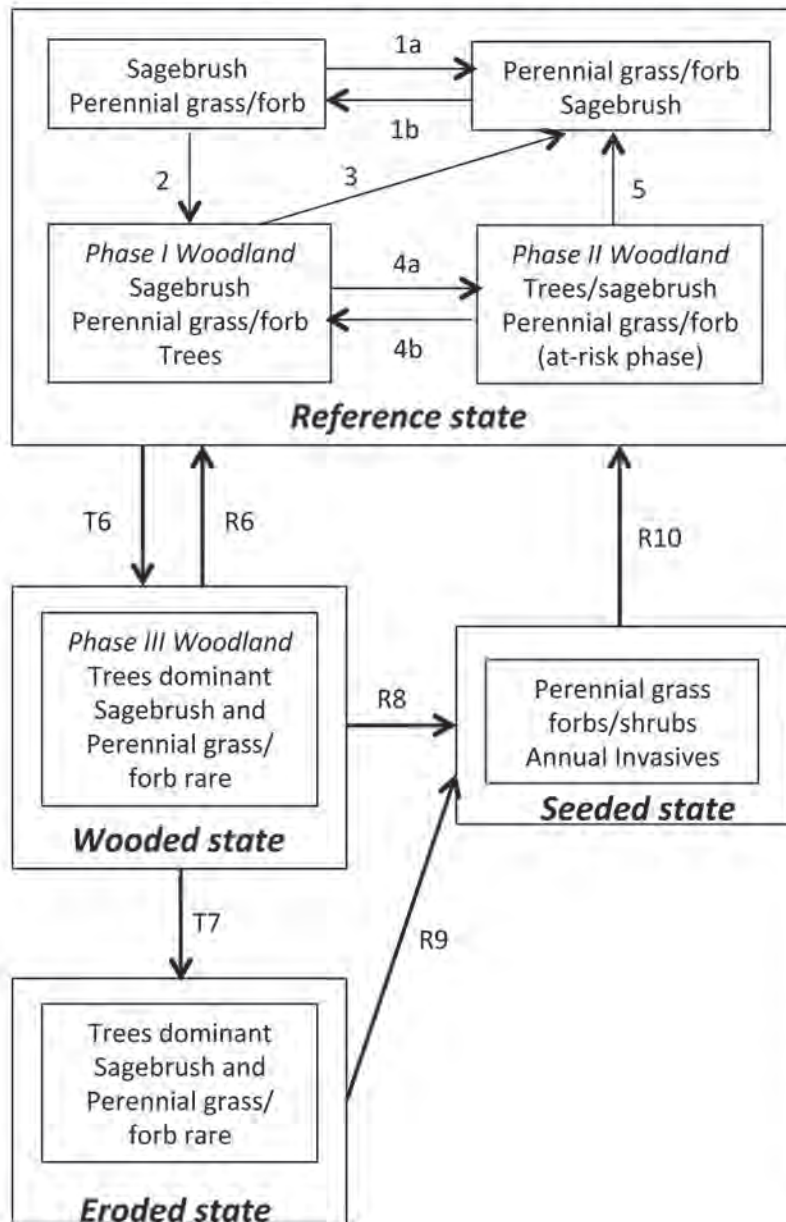 Sagebrush
Perennial grass/forb
1a
1b
Perennial grass/forb
Sagebrush
2
3
5
Phase I Woodland
Sagebrush
Perennial grass/forb
Trees
4a
4b
Phase II Woodland
Trees/sagebrush
Perennial grass/forb
(at-risk phase)
Reference state
T6
R6
R10
Phase III Woodland
Trees dominant
Sagebrush and
Perennial grass/
forb rare
Wooded state
R8
Perennial grass
forbs/shrubs
Annual Invasives
Seeded state
T7
R9
Trees dominant
Sagebrush and
Perennial grass/
forb rare
Eroded state